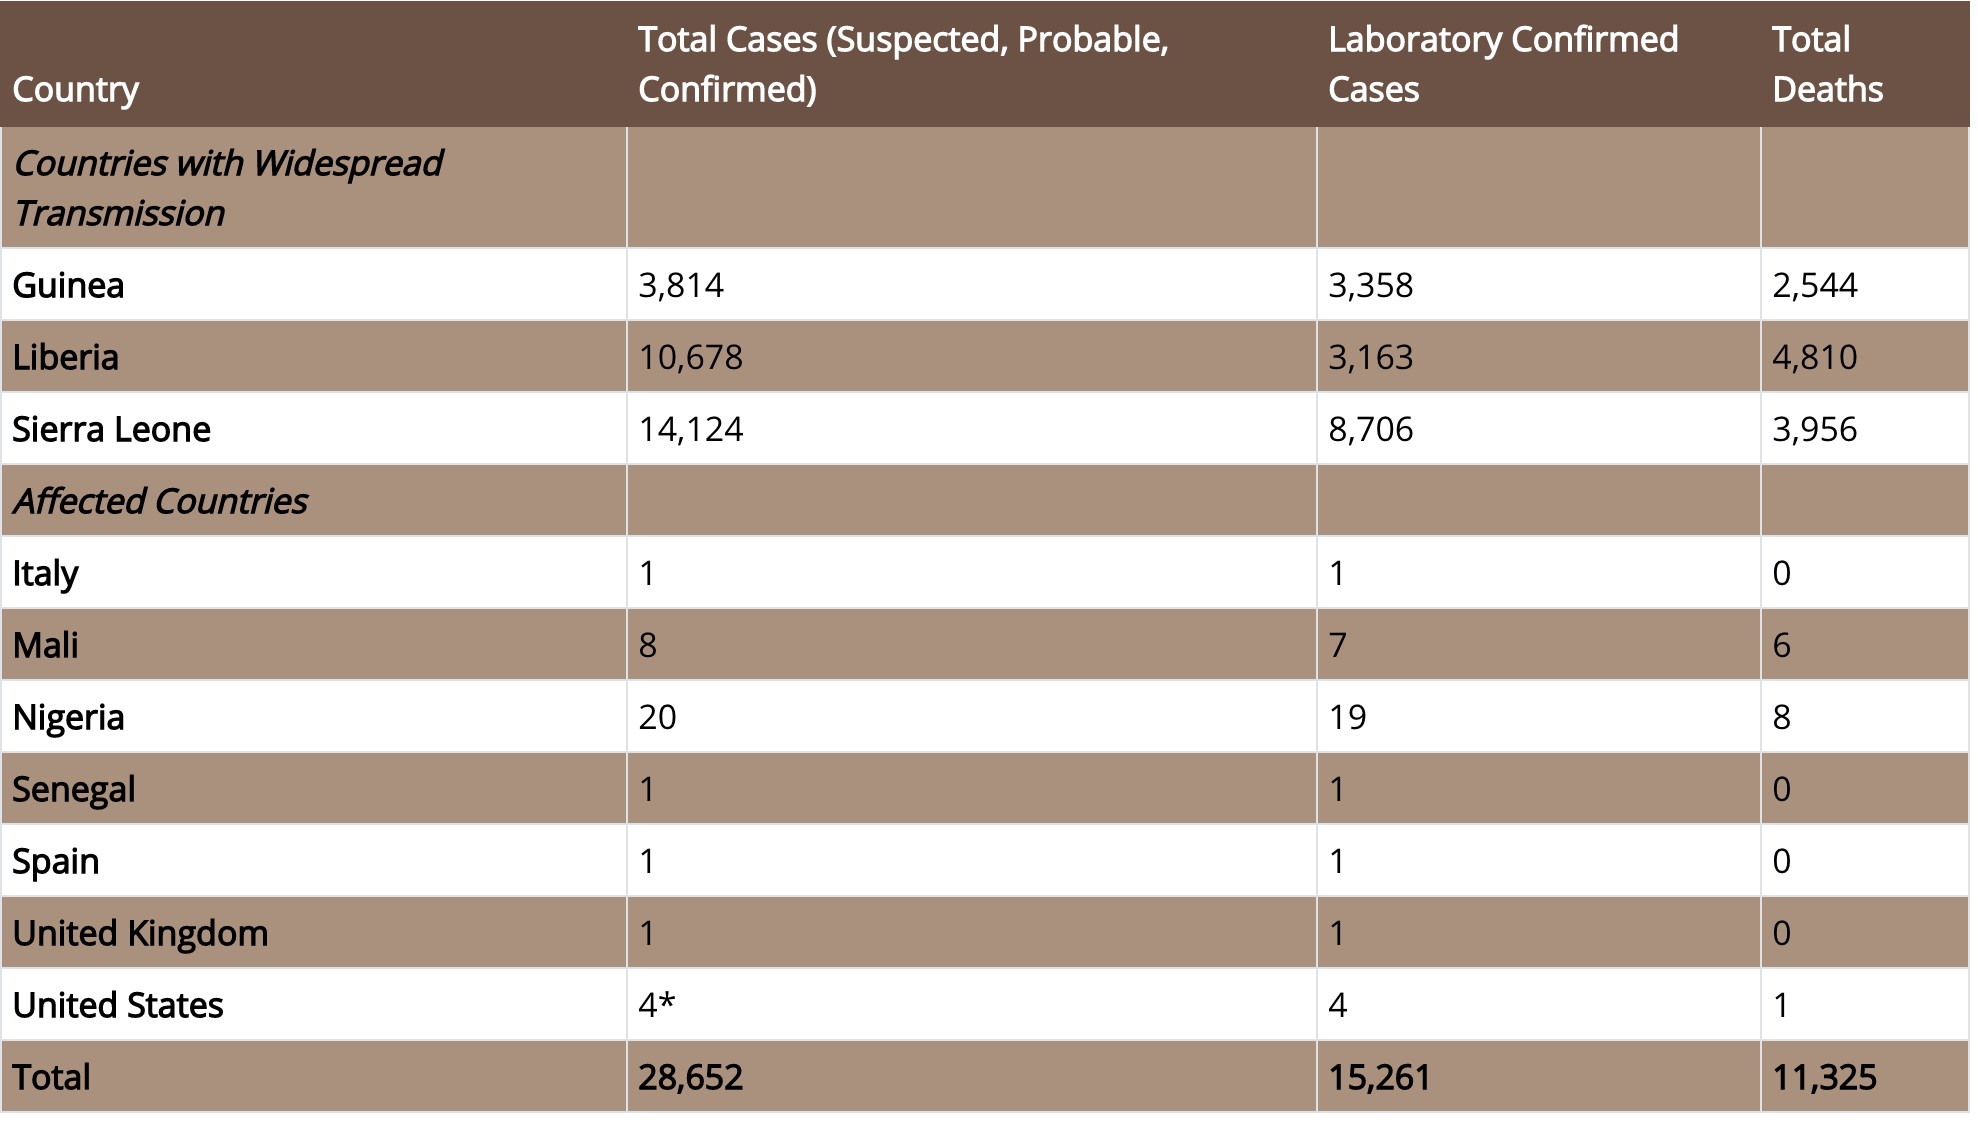 Country Total Cases (Suspected, Probable, Confirmed) Laboratory Confirmed Cases Total Deaths
Countries with Widespread
Transmission
Guinea 3,814 3,358 2,544
Liberia 10,678 3,163 4,810
Sierra Leone 14,124 8,706 3,956
Affected Countries
Italy 1 1 0
Mali 8 7 6
Nigeria 20 19 8
Senegal 1 1 0
Spain 1 1 0
United Kingdom 1 1 0
United States 4* 4 1
Total 28,652 15,261 11,325